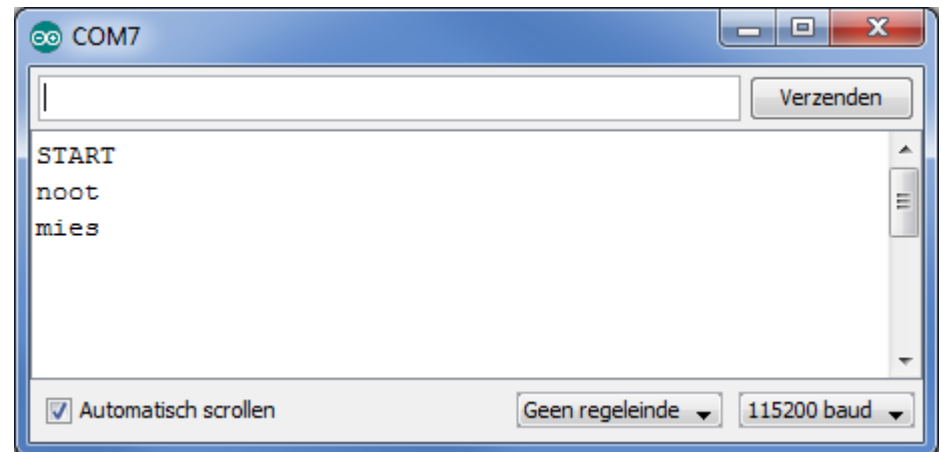 COM7
Verzenden
START
noot
mies
Automatisch scrollen
Geen regeleinde
115200 baud